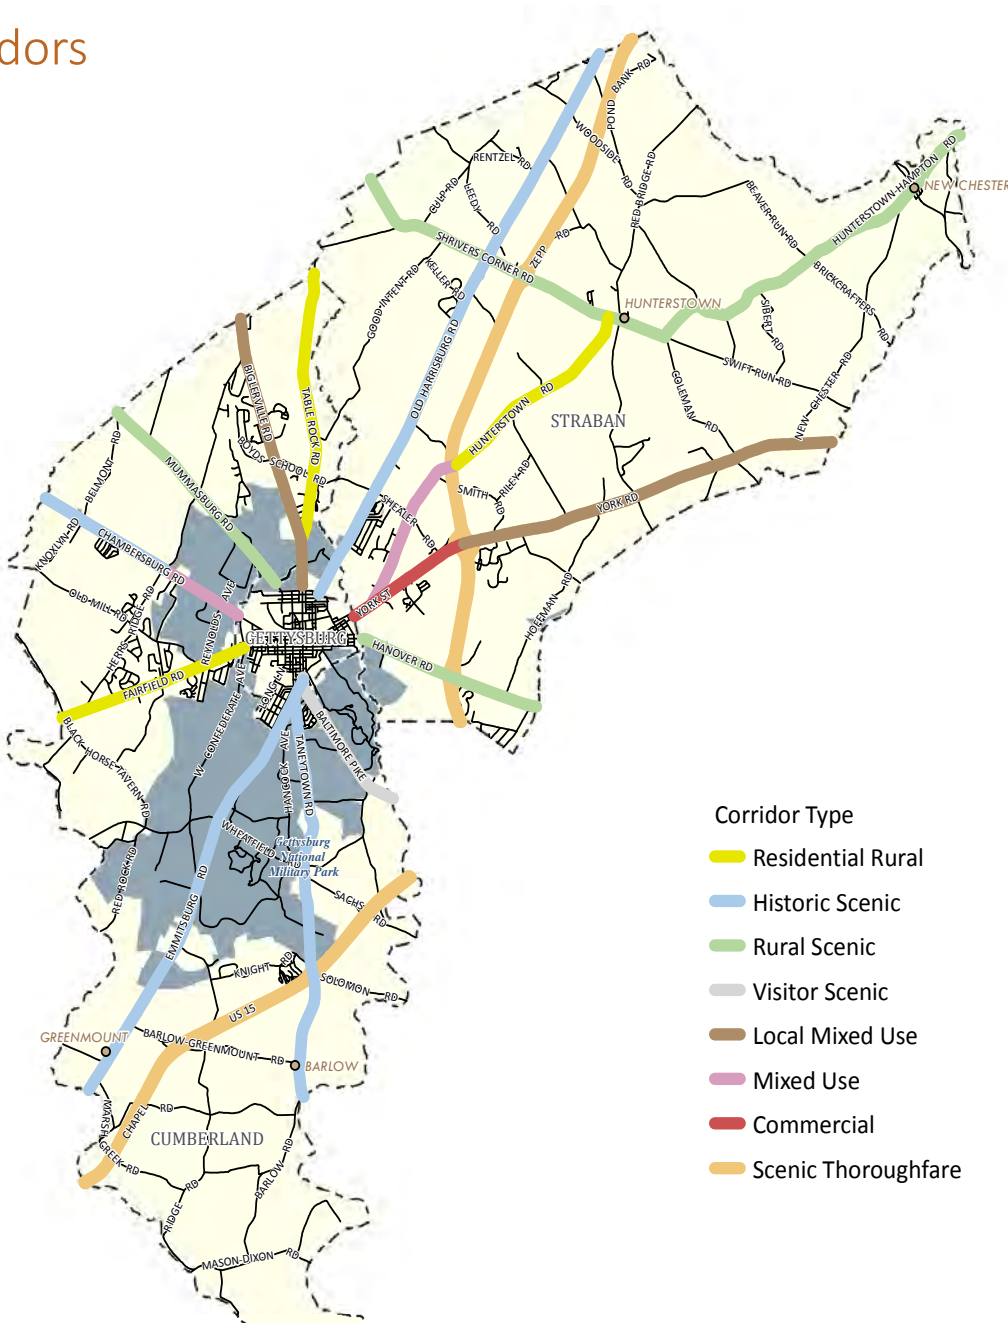 dors
POND BANK RD
WOODSIDE RD
RENTZEL RD
CULP RD
LEEDY RD
RED BRIDGE RD
BEAVER RUN RD
HUNTERSTOWN-HAMPTON RD
NEW CHESTER
SHRIVERS CORNER RD
ZEPP RD
KELLER RD
GOOD INTENT RD
BRICKCRAFTERS RD
HUNTERSTOWN
SIBERT RD
OLD HARRISBURG RD
SWIFT RUN RD
COLEMAN RD
NEW CHESTER RD
BIGLERVILLE RD
TABLE ROCK RD
HUNTERSTOWN RD
STRABAN
BOYDS SCHOOL RD
BELMONT RD
MUMMASBURG RD
SMITH RD
RILEY RD
YORK RD
SHEALER RD
KNOXLYN RD
CHAMBERSBURG RD
OLD MILL RD
HERRS RIDGE RD
REYNOLDS AVE
YORK ST
HOFFMAN RD
GETTYSBURG
HANOVER RD
FAIRFIELD RD
LONG LN
W CONFEDERATE AVE
BLACK HORSE TAVERN RD
BALTIMORE PIKE
HANCOCK AVE
TANEYTOWN RD
WHEATFIELD
Gettysburg
National
Military Park
RED ROCK RD
SACHS RD
EMMITSBURG RD
KNIGHT RD
SOLOMON RD
US 15
GREENMOUNT
BARLOW-GREENMOUNT RD
BARLOW
MARSH CREEK RD
CHAPEL RD
CUMBERLAND
BARLOW RD
RIDGE RD
MASON-DIXON RD
Corridor Type
Residential Rural
Historic Scenic
Rural Scenic
Visitor Scenic
Local Mixed Use
Mixed Use
Commercial
Scenic Thoroughfare